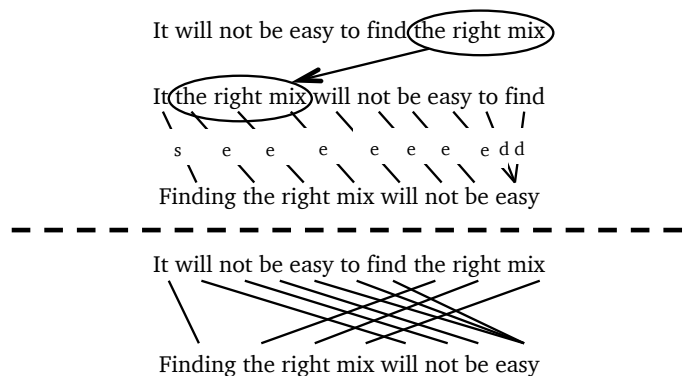 It will not be easy to find the right mix
It the right mix will not be easy to find
s e e e e e e e d d
Finding the right mix will not be easy
It will not be easy to find the right mix
Finding the right mix will not be easy